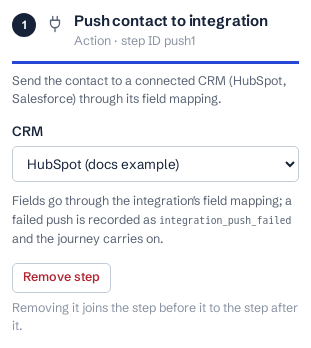 1
Push contact to integration
Action · step ID push1
Send the contact to a connected CRM (HubSpot,
Salesforce) through its field mapping.
CRM
HubSpot (docs example)
Fields go through the integration's field mapping; a
failed push is recorded as integration_push_failed
and the journey carries on.
Remove step
Removing it joins the step before it to the step after
it.